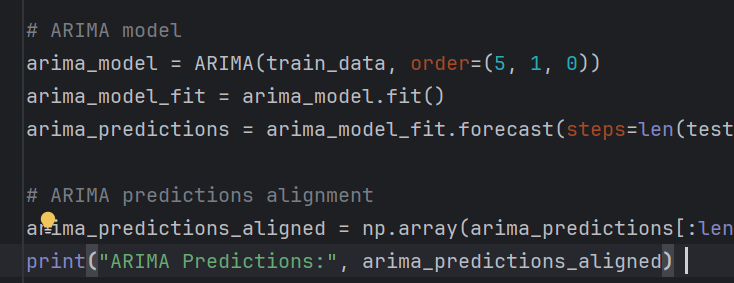 # ARIMA model
arima_model = ARIMA(train_data, order=(5, 1, 0))
arima_model_fit = arima_model.fit()
arima_predictions = arima_model_fit.forecast(steps=len(test
# ARIMA predictions alignment
arima_predictions_aligned = np.array(arima_predictions[:len
print("ARIMA Predictions:", arima_predictions_aligned)